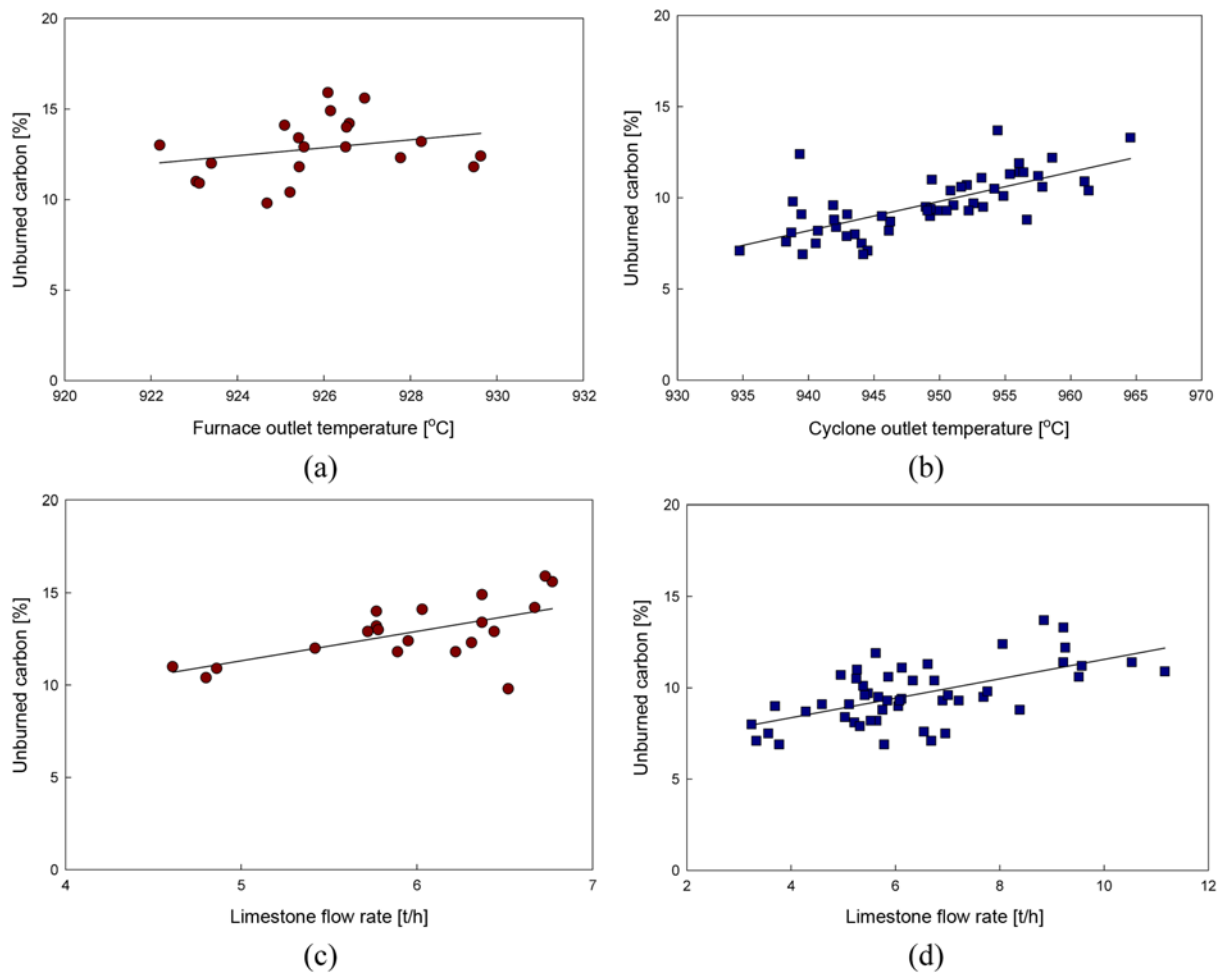 20
15
10
5
0
Unburned carbon [%]
920 922 924 926 928 930 932
Furnace outlet temperature [°C]
(a)
20
15
10
5
0
Unburned carbon [%]
930 935 940 945 950 955 960 965 970
Cyclone outlet temperature [°C]
(b)
20
15
10
5
0
Unburned carbon [%]
4 5 6 7
Limestone flow rate [t/h]
(c)
20
15
10
5
0
Unburned carbon [%]
2 4 6 8 10 12
Limestone flow rate [t/h]
(d)